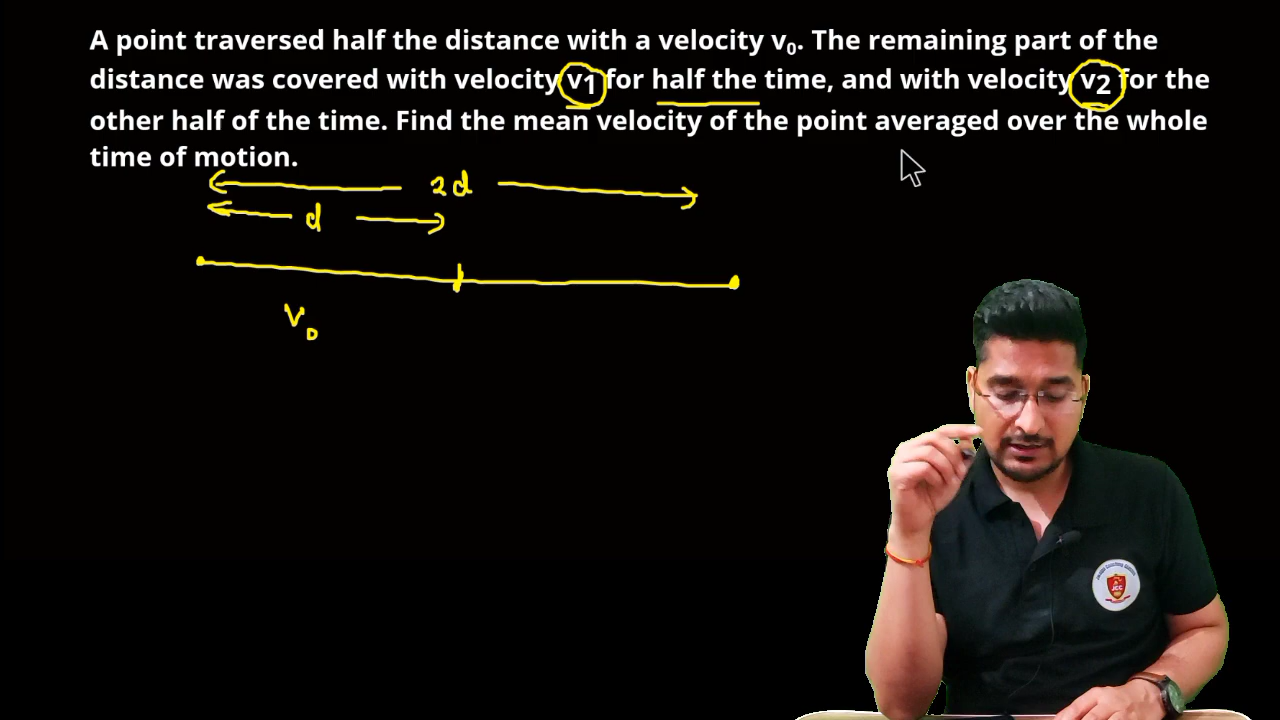 A point traversed half the distance with a velocity v₀. The remaining part of the
distance was covered with velocity v1 for half the time, and with velocity v2 for the
other half of the time. Find the mean velocity of the point averaged over the whole
time of motion.
2d
d
V₀
JCC